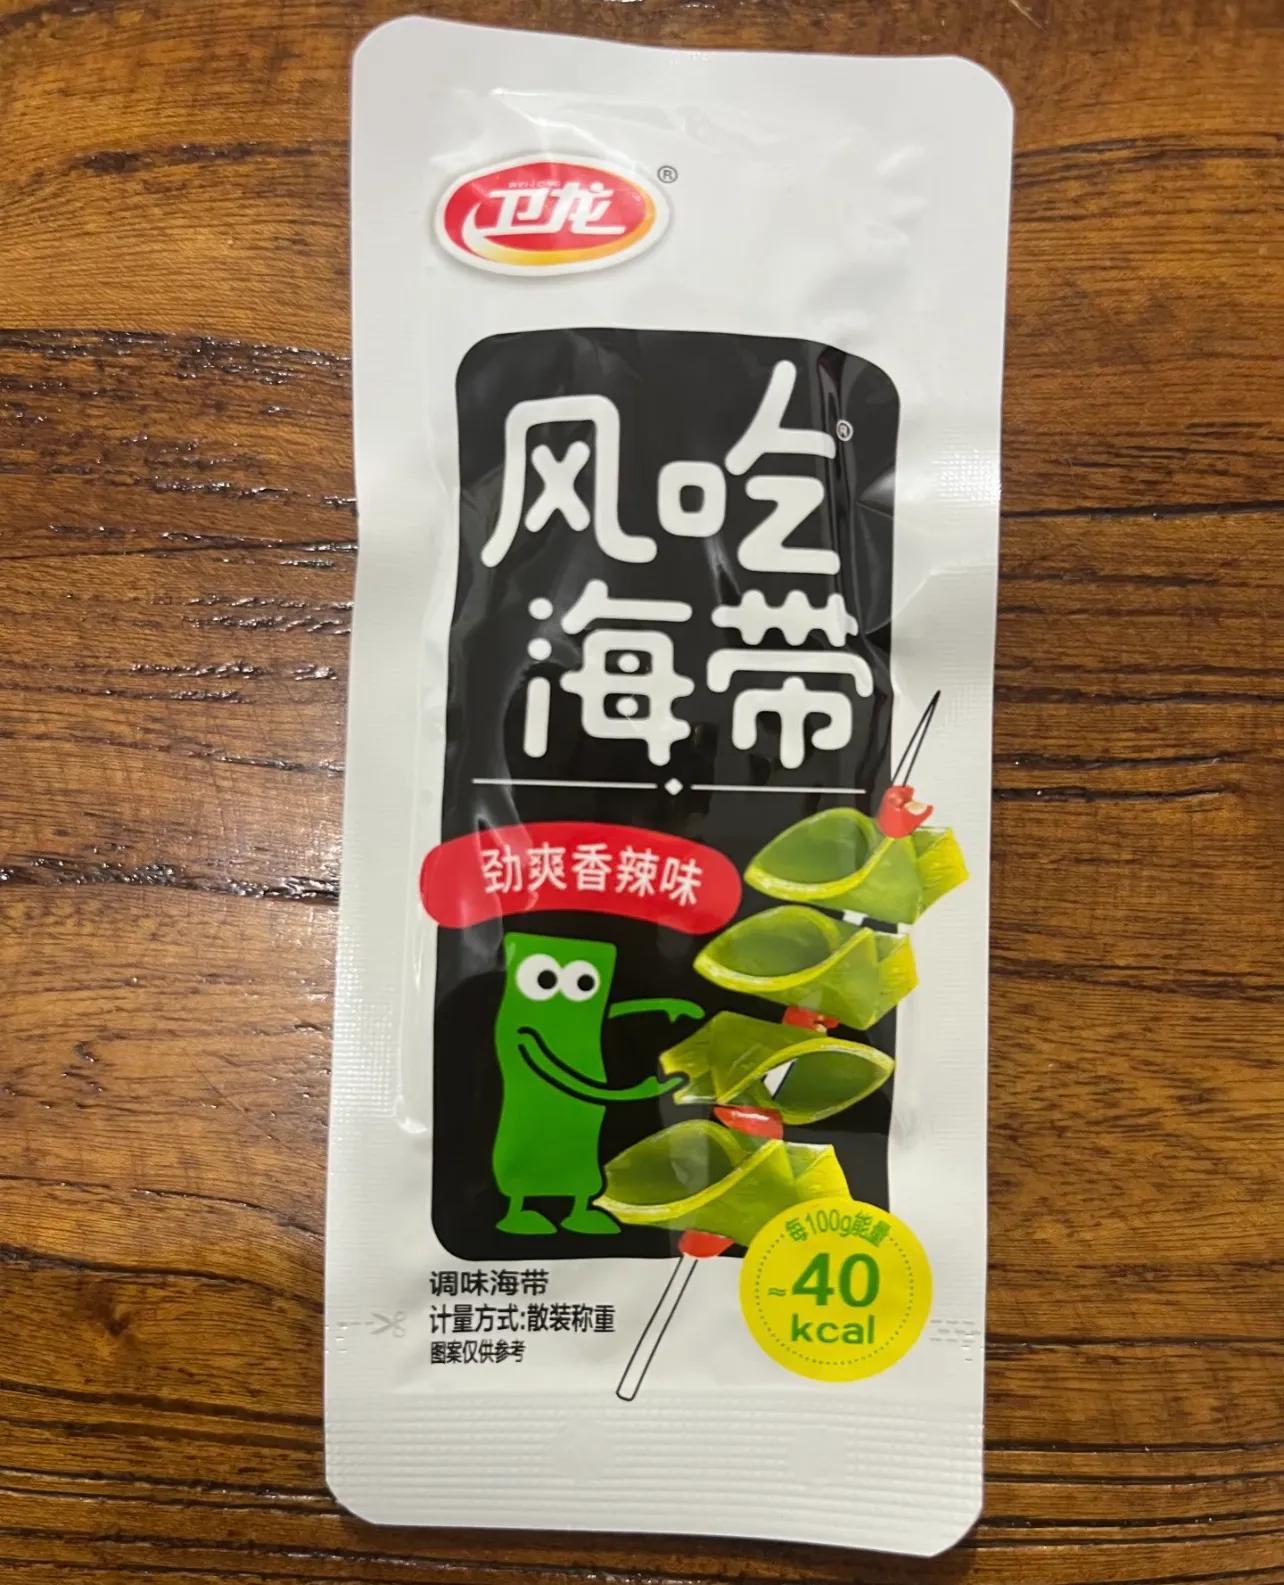 卫龙®
风吃®
海带
劲爽香辣味
每100g能量
≈40
kcal
调味海带
计量方式:散装称重
图案仅供参考